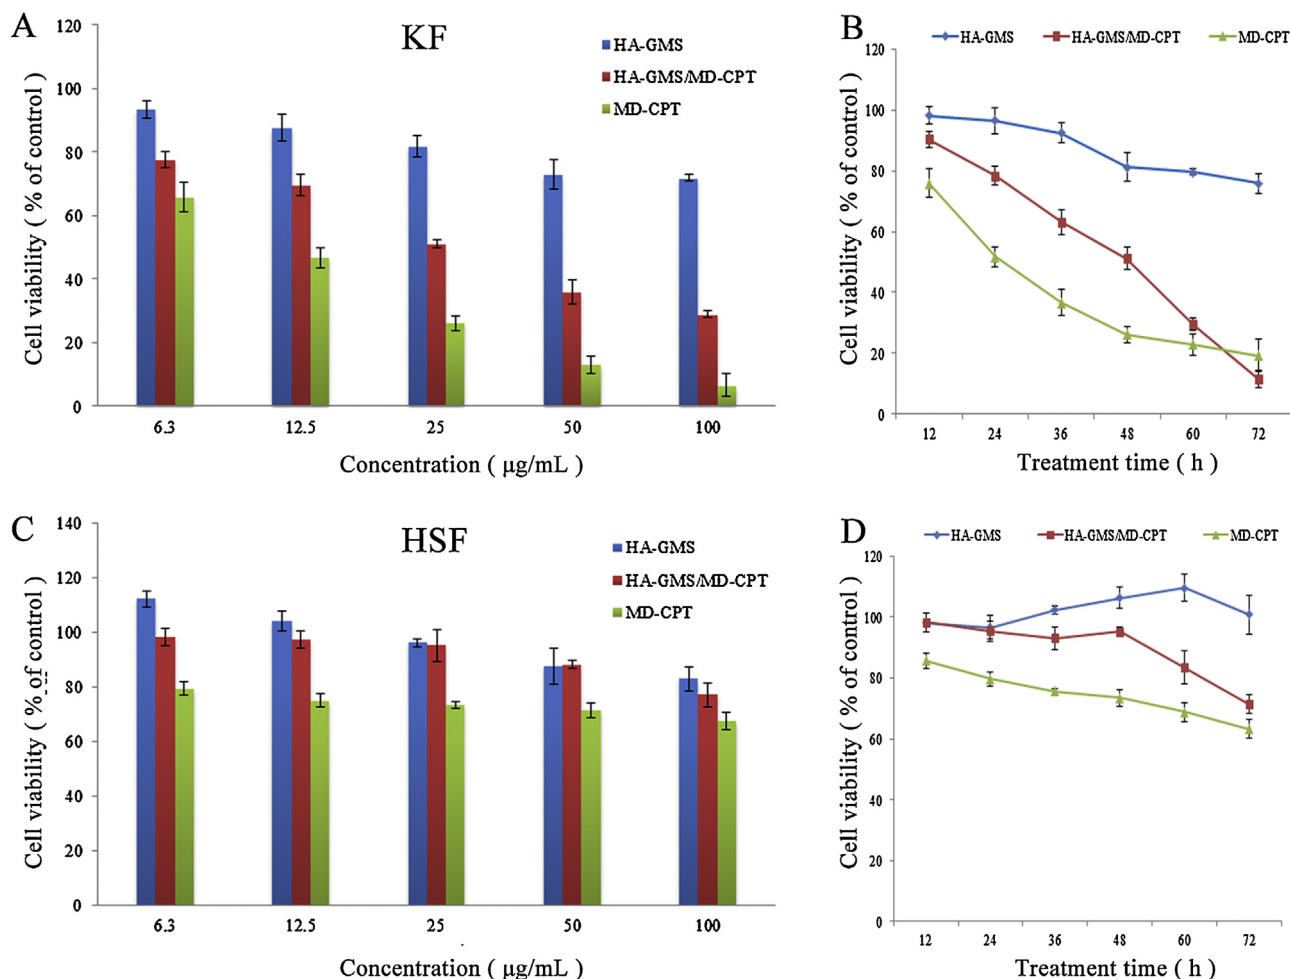 A
KF
HA-GMS
HA-GMS/MD-CPT
MD-CPT
Cell viability ( % of control )
120
100
80
60
40
20
0
6.3 12.5 25 50 100
Concentration ( μg/mL )
B
HA-GMS HA-GMS/MD-CPT MD-CPT
Cell viability ( % of control )
120
100
80
60
40
20
0
12 24 36 48 60 72
Treatment time ( h )
C
HSF
HA-GMS
HA-GMS/MD-CPT
MD-CPT
Cell viability ( % of control )
140
120
100
80
60
40
20
0
6.3 12.5 25 50 100
Concentration ( μg/mL )
D
HA-GMS HA-GMS/MD-CPT MD-CPT
Cell viability ( % of control )
120
100
80
60
40
20
0
12 24 36 48 60 72
Treatment time ( h )